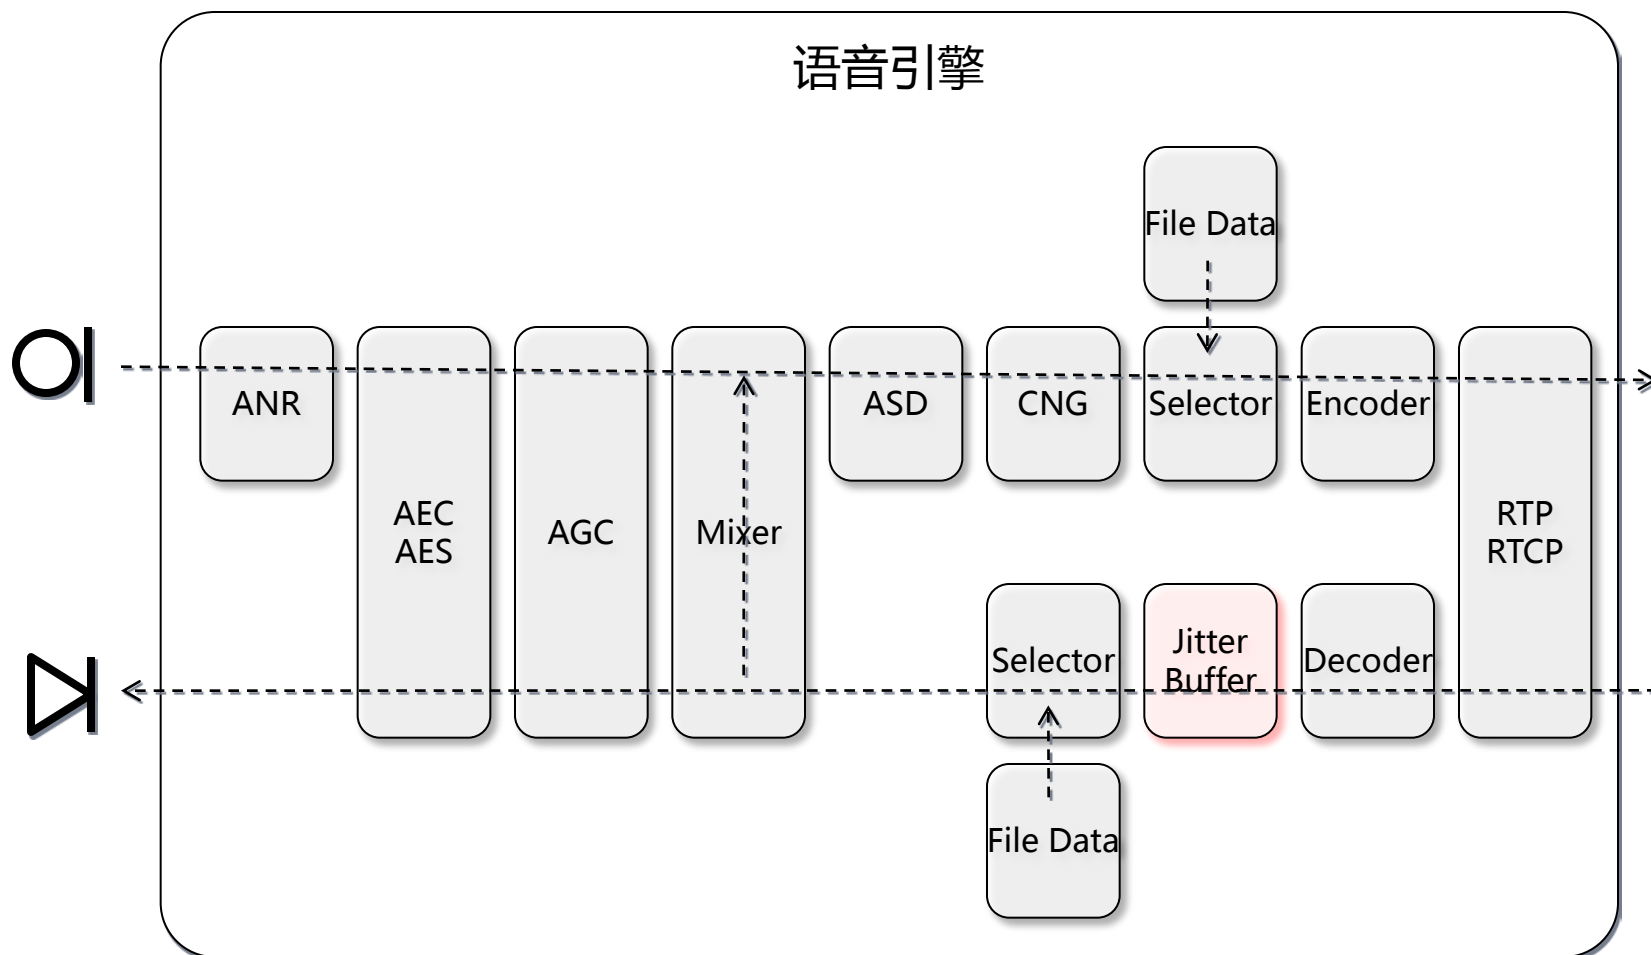 语音引擎
File Data
ANR
AEC
AES
AGC
Mixer
ASD
CNG
Selector
Encoder
RTP
RTCP
Selector
Jitter
Buffer
Decoder
File Data